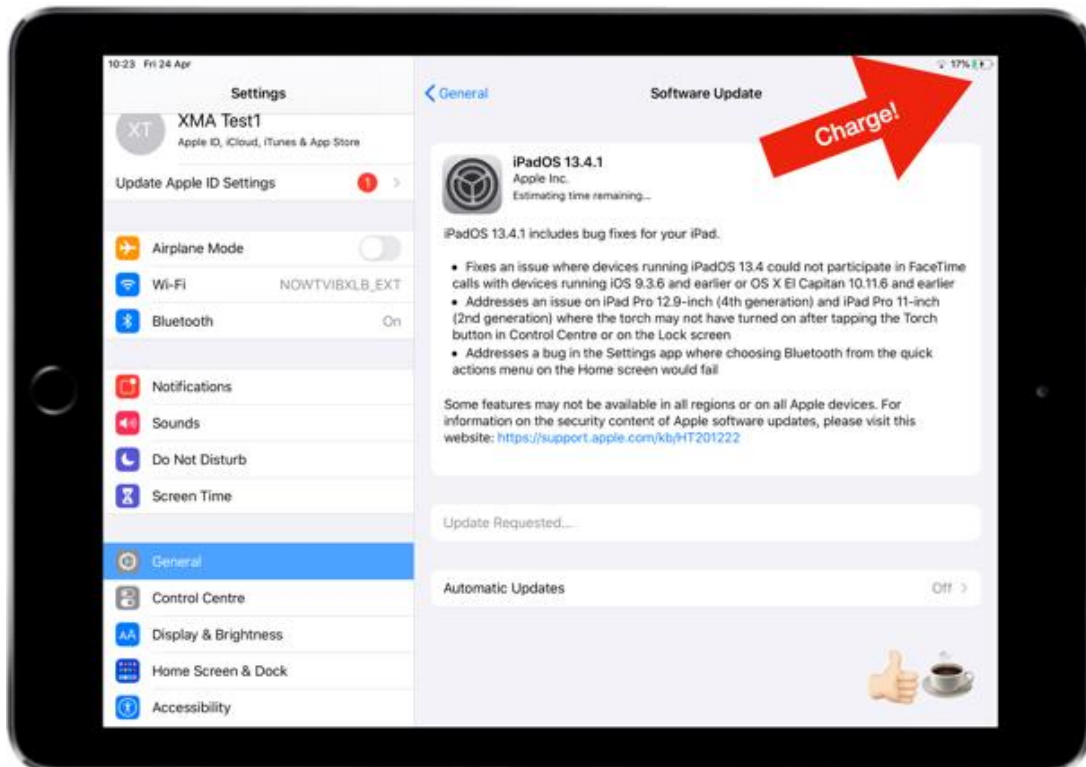 10:23 Fri 24 Apr
17%
Settings
XT
XMA Test1
Apple ID, iCloud, iTunes & App Store
Update Apple ID Settings
1
Airplane Mode
Wi-Fi
NOWTVIBXLB_EXT
Bluetooth
On
Notifications
Sounds
Do Not Disturb
Screen Time
General
Control Centre
AA
Display & Brightness
Home Screen & Dock
Accessibility
General
Software Update
Charge!
iPadOS 13.4.1
Apple Inc.
Estimating time remaining...
iPadOS 13.4.1 includes bug fixes for your iPad.
• Fixes an issue where devices running iPadOS 13.4 could not participate in FaceTime
calls with devices running iOS 9.3.6 and earlier or OS X El Capitan 10.11.6 and earlier
• Addresses an issue on iPad Pro 12.9-inch (4th generation) and iPad Pro 11-inch
(2nd generation) where the torch may not have turned on after tapping the Torch
button in Control Centre or on the Lock screen
• Addresses a bug in the Settings app where choosing Bluetooth from the quick
actions menu on the Home screen would fail
Some features may not be available in all regions or on all Apple devices. For
information on the security content of Apple software updates, please visit this
website: https://support.apple.com/kb/HT201222
Update Requested...
Automatic Updates
Off